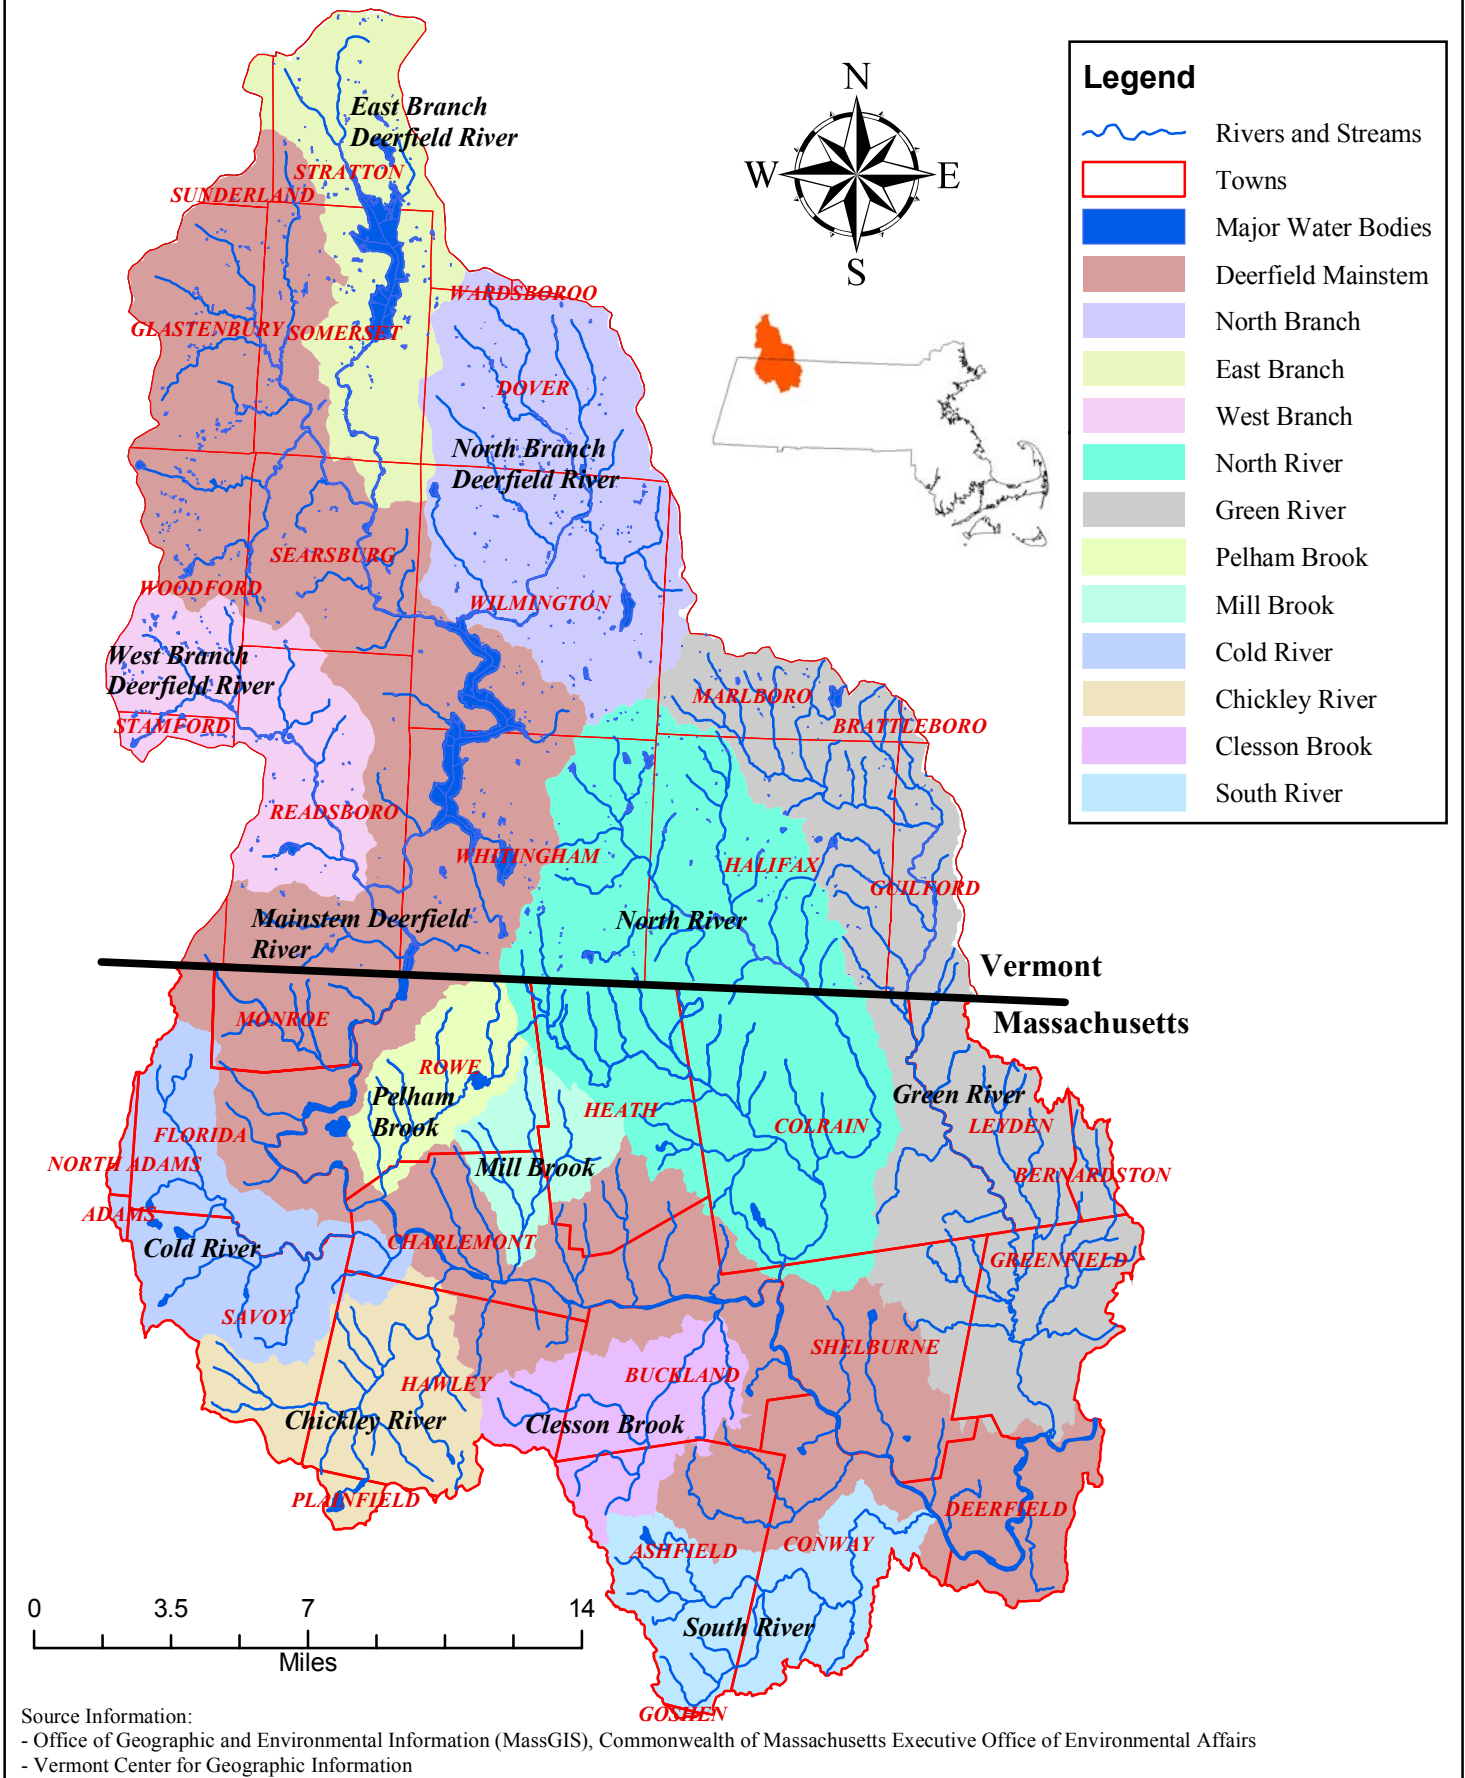 N
W
E
S
Legend
Rivers and Streams
Towns
Major Water Bodies
Deerfield Mainstem
North Branch
East Branch
West Branch
North River
Green River
Pelham Brook
Mill Brook
Cold River
Chickley River
Clesson Brook
South River
East Branch
Deerfield River
STRATTON
SUNDERLAND
WARDSBOROO
GLASTENBURY
SOMERSET
DOVER
North Branch
Deerfield River
SEARSBURG
WOODFORD
WILMINGTON
West Branch
Deerfield River
MARLBORO
STAMFORD
BRATTLEBORO
READSBORO
WHITINGHAM
HALIFAX
GUILFORD
Mainstem Deerfield
River
North River
Vermont
Massachusetts
MONROE
ROWE
Pelham
Brook
HEATH
Green River
COLRAIN
LEYDEN
FLORIDA
NORTH ADAMS
Mill Brook
BERNARDSTON
ADAMS
Cold River
CHARLEMONT
GREENFIELD
SAVOY
SHELBURNE
HAWLEY
BUCKLAND
Chickley River
Clesson Brook
PLAINFIELD
DEERFIELD
ASHFIELD
CONWAY
South River
GOSHEN
0 3.5 7 14
Miles
Source Information:
- Office of Geographic and Environmental Information (MassGIS), Commonwealth of Massachusetts Executive Office of Environmental Affairs
- Vermont Center for Geographic Information